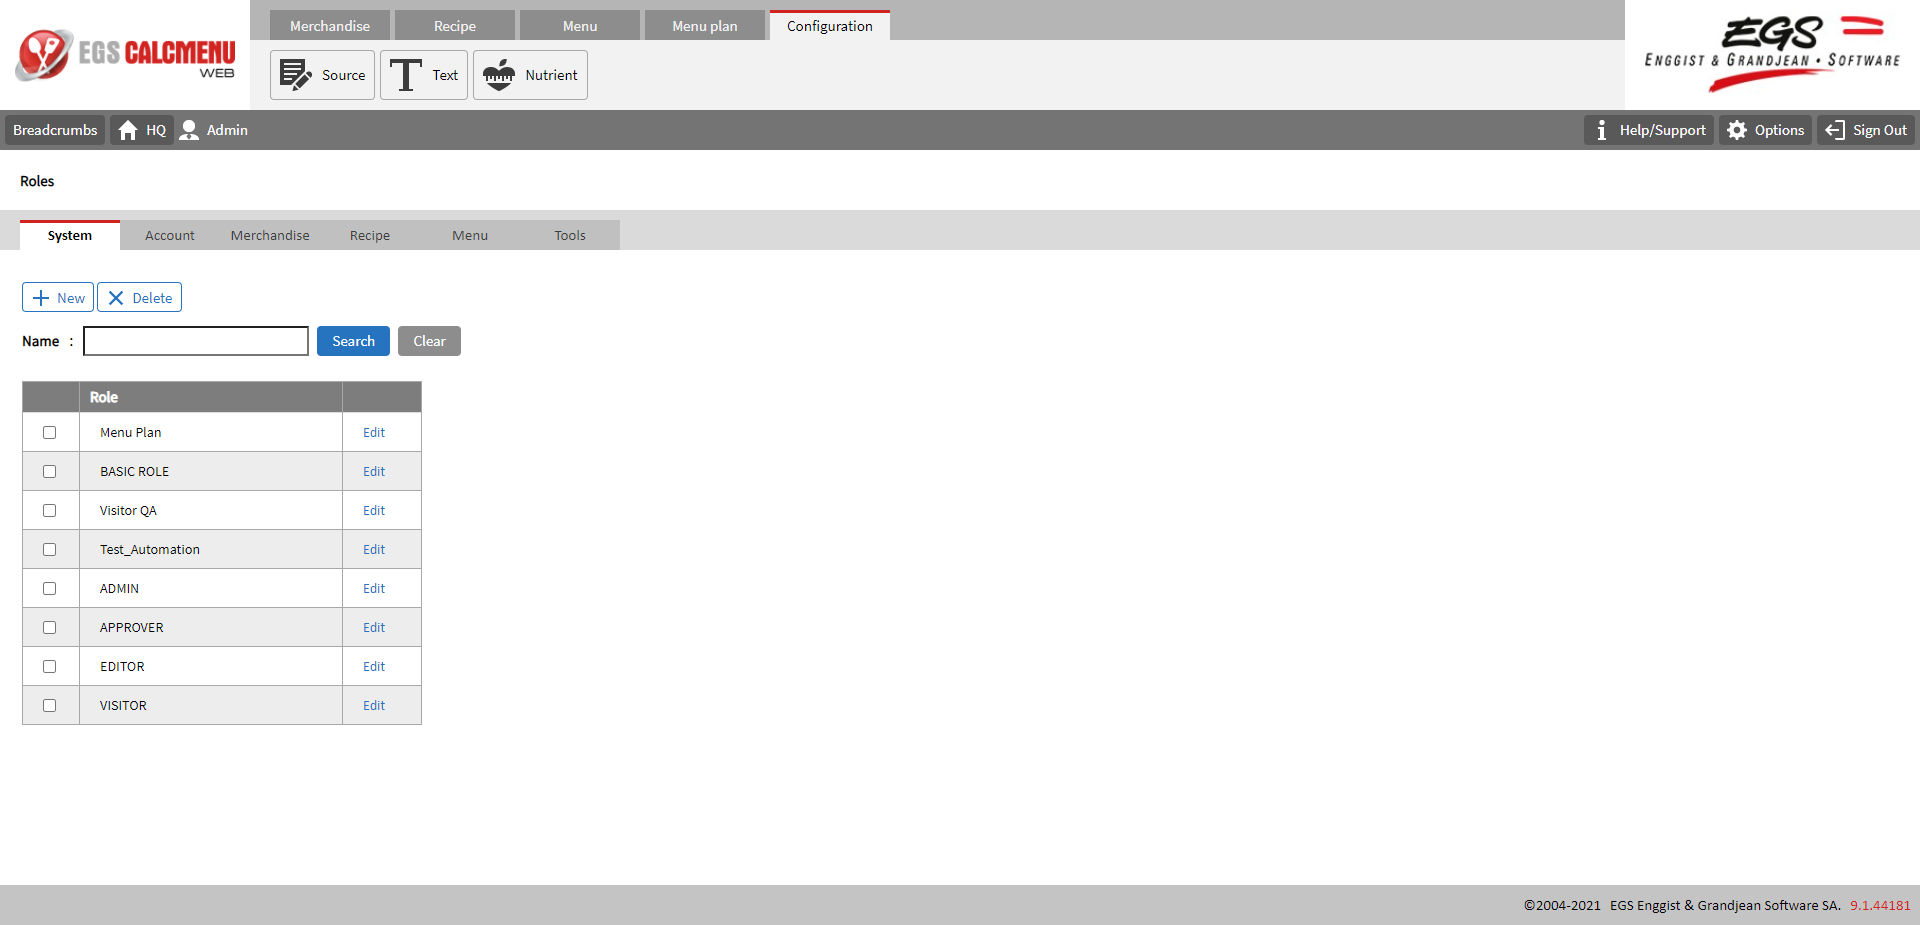 EGS CALCMENU
WEB
Merchandise Recipe Menu Menu plan Configuration
Source Text Nutrient
EGS
ENGGIST & GRANDJEAN • SOFTWARE
Breadcrumbs HQ Admin Help/Support Options Sign Out
Roles
System Account Merchandise Recipe Menu Tools
New Delete
Name : Search Clear
Role
Menu Plan Edit
BASIC ROLE Edit
Visitor QA Edit
Test_Automation Edit
ADMIN Edit
APPROVER Edit
EDITOR Edit
VISITOR Edit
©2004-2021 EGS Enggist & Grandjean Software SA. 9.1.44181